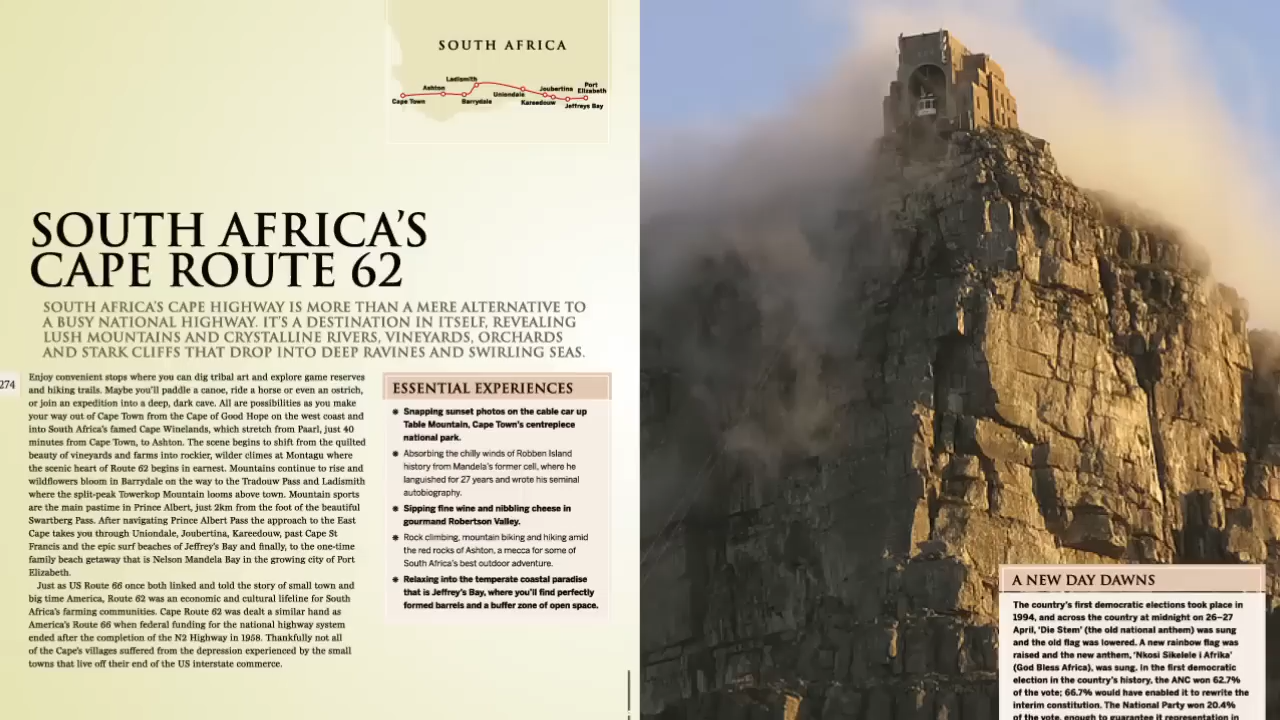 SOUTH AFRICA
Ladismith
Ashton
Joubertina
Port
Elizabeth
Cape Town
Barrydale
Uniondale
Kareedouw
Jeffreys Bay
SOUTH AFRICA'S
CAPE ROUTE 62
SOUTH AFRICA'S CAPE HIGHWAY IS MORE THAN A MERE ALTERNATIVE TO
A BUSY NATIONAL HIGHWAY. IT'S A DESTINATION IN ITSELF, REVEALING
LUSH MOUNTAINS AND CRYSTALLINE RIVERS, VINEYARDS, ORCHARDS
AND STARK CLIFFS THAT DROP INTO DEEP RAVINES AND SWIRLING SEAS.
274
Enjoy convenient stops where you can dig tribal art and explore game reserves
and hiking trails. Maybe you'll paddle a canoe, ride a horse or even an ostrich,
or join an expedition into a deep, dark cave. All are possibilities as you make
your way out of Cape Town from the Cape of Good Hope on the west coast and
into South Africa's famed Cape Winelands, which stretch from Paarl, just 40
minutes from Cape Town, to Ashton. The scene begins to shift from the quilted
beauty of vineyards and farms into rockier, wilder climes at Montagu where
the scenic heart of Route 62 begins in earnest. Mountains continue to rise and
wildflowers bloom in Barrydale on the way to the Tradouw Pass and Ladismith
where the split-peak Towerkop Mountain looms above town. Mountain sports
are the main pastime in Prince Albert, just 2km from the foot of the beautiful
Swartberg Pass. After navigating Prince Albert Pass the approach to the East
Cape takes you through Uniondale, Joubertina, Kareedouw, past Cape St
Francis and the epic surf beaches of Jeffrey's Bay and finally, to the one-time
family beach getaway that is Nelson Mandela Bay in the growing city of Port
Elizabeth.
Just as US Route 66 once both linked and told the story of small town and
big time America, Route 62 was an economic and cultural lifeline for South
Africa's farming communities. Cape Route 62 was dealt a similar hand as
America's Route 66 when federal funding for the national highway system
ended after the completion of the N2 Highway in 1958. Thankfully not all
of the Cape's villages suffered from the depression experienced by the small
towns that live off their end of the US interstate commerce.
ESSENTIAL EXPERIENCES
Snapping sunset photos on the cable car up
Table Mountain, Cape Town's centrepiece
national park.
Absorbing the chilly winds of Robben Island
history from Mandela's former cell, where he
languished for 27 years and wrote his seminal
autobiography.
Sipping fine wine and nibbling cheese in
gourmand Robertson Valley.
Rock climbing, mountain biking and hiking amid
the red rocks of Ashton, a mecca for some of
South Africa's best outdoor adventure.
Relaxing into the temperate coastal paradise
that is Jeffrey's Bay, where you'll find perfectly
formed barrels and a buffer zone of open space.
A NEW DAY DAWNS
The country's first democratic elections took place in
1994, and across the country at midnight on 26–27
April, 'Die Stem' (the old national anthem) was sung
and the old flag was lowered. A new rainbow flag was
raised and the new anthem, 'Nkosi Sikelele i Afrika'
(God Bless Africa), was sung. In the first democratic
election in the country's history, the ANC won 62.7%
of the vote; 66.7% would have enabled it to rewrite the
interim constitution. The National Party won 20.4%
of the vote, enough to guarantee it representation in